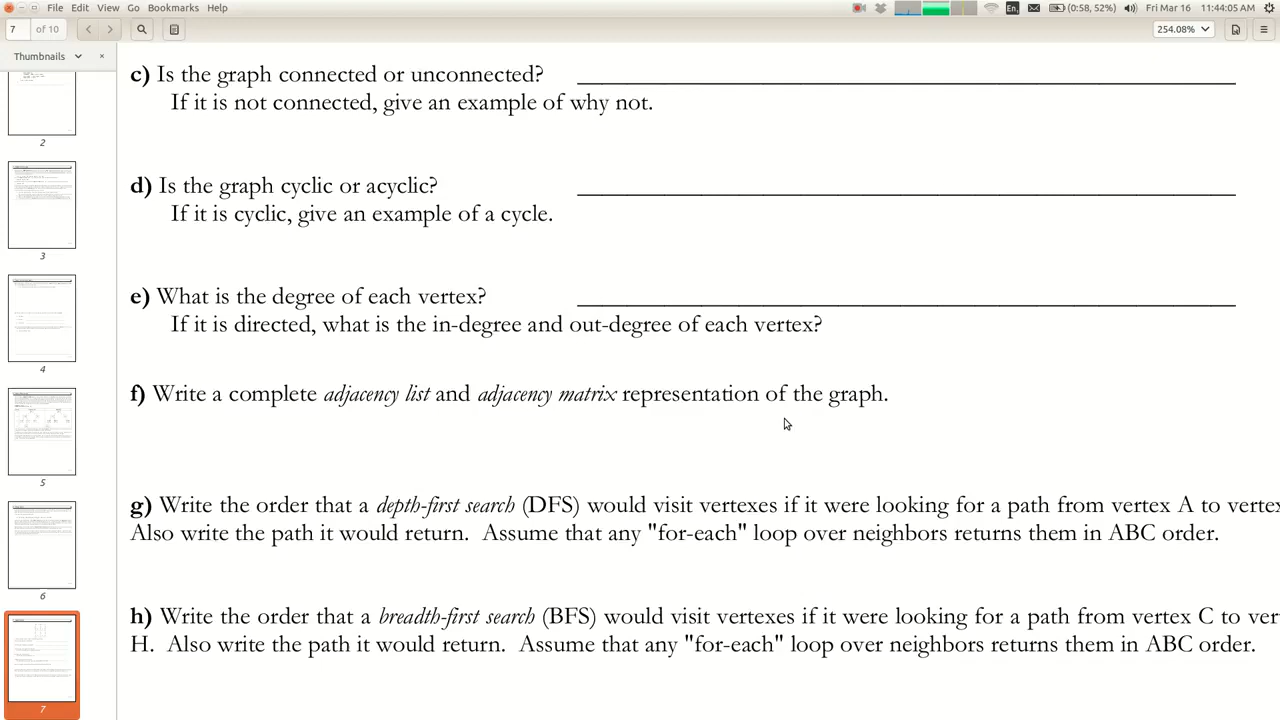 File Edit View Go Bookmarks Help
En
(0:58, 52%)
Fri Mar 16 11:44:05 AM
7 of 10
254.08%
Thumbnails
2
3
4
5
6
7
c) Is the graph connected or unconnected?
If it is not connected, give an example of why not.
d) Is the graph cyclic or acyclic?
If it is cyclic, give an example of a cycle.
e) What is the degree of each vertex?
If it is directed, what is the in-degree and out-degree of each vertex?
f) Write a complete adjacency list and adjacency matrix representation of the graph.
g) Write the order that a depth-first search (DFS) would visit vertexes if it were looking for a path from vertex A to vertex
Also write the path it would return. Assume that any "for-each" loop over neighbors returns them in ABC order.
h) Write the order that a breadth-first search (BFS) would visit vertexes if it were looking for a path from vertex C to ver
H. Also write the path it would return. Assume that any "for-each" loop over neighbors returns them in ABC order.